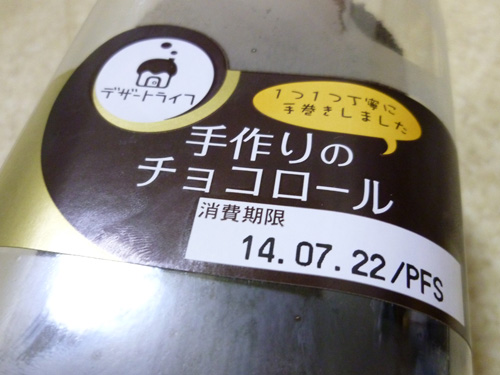 デザートライフ
1つ1つ丁寧に
手巻きしました
手作りの
チョコロール
消費期限
14.07.22/PFS